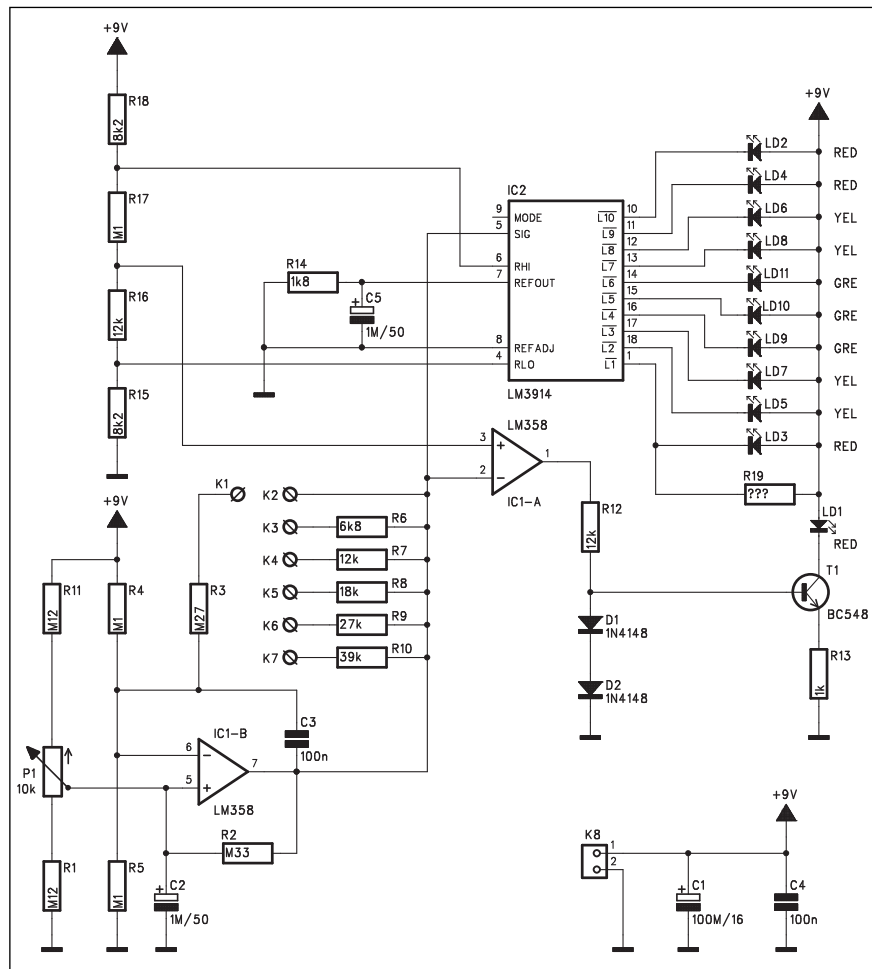 +9V
R18
8k2
R17
M1
R16
12k
R15
8k2
+9V
R11
M12
R4
M1
R3
M27
P1
10k
R1
M12
R5
M1
IC1-B
6
−
5
+
7
LM358
R2
M33
C2
+
1M/50
C3
100n
K1
K2
K3
6k8
R6
K4
12k
R7
K5
18k
R8
K6
27k
R9
K7
39k
R10
R14
1k8
C5
+
1M/50
IC2
9
MODE
5
SIG
6
RHI
7
REFOUT
8
REFADJ
4
RLO
L10
10
L9
11
L8
12
L7
13
L6
14
L5
15
L4
16
L3
17
L2
18
L1
1
LM3914
LM358
3
+
2
−
1
IC1-A
R12
12k
D1
1N4148
D2
1N4148
+9V
LD2
RED
LD4
RED
LD6
YEL
LD8
YEL
LD11
GRE
LD10
GRE
LD9
GRE
LD7
YEL
LD5
YEL
LD3
RED
R19
???
LD1
RED
T1
BC548
R13
1k
+9V
K8
1
2
C1
+
100M/16
C4
100n